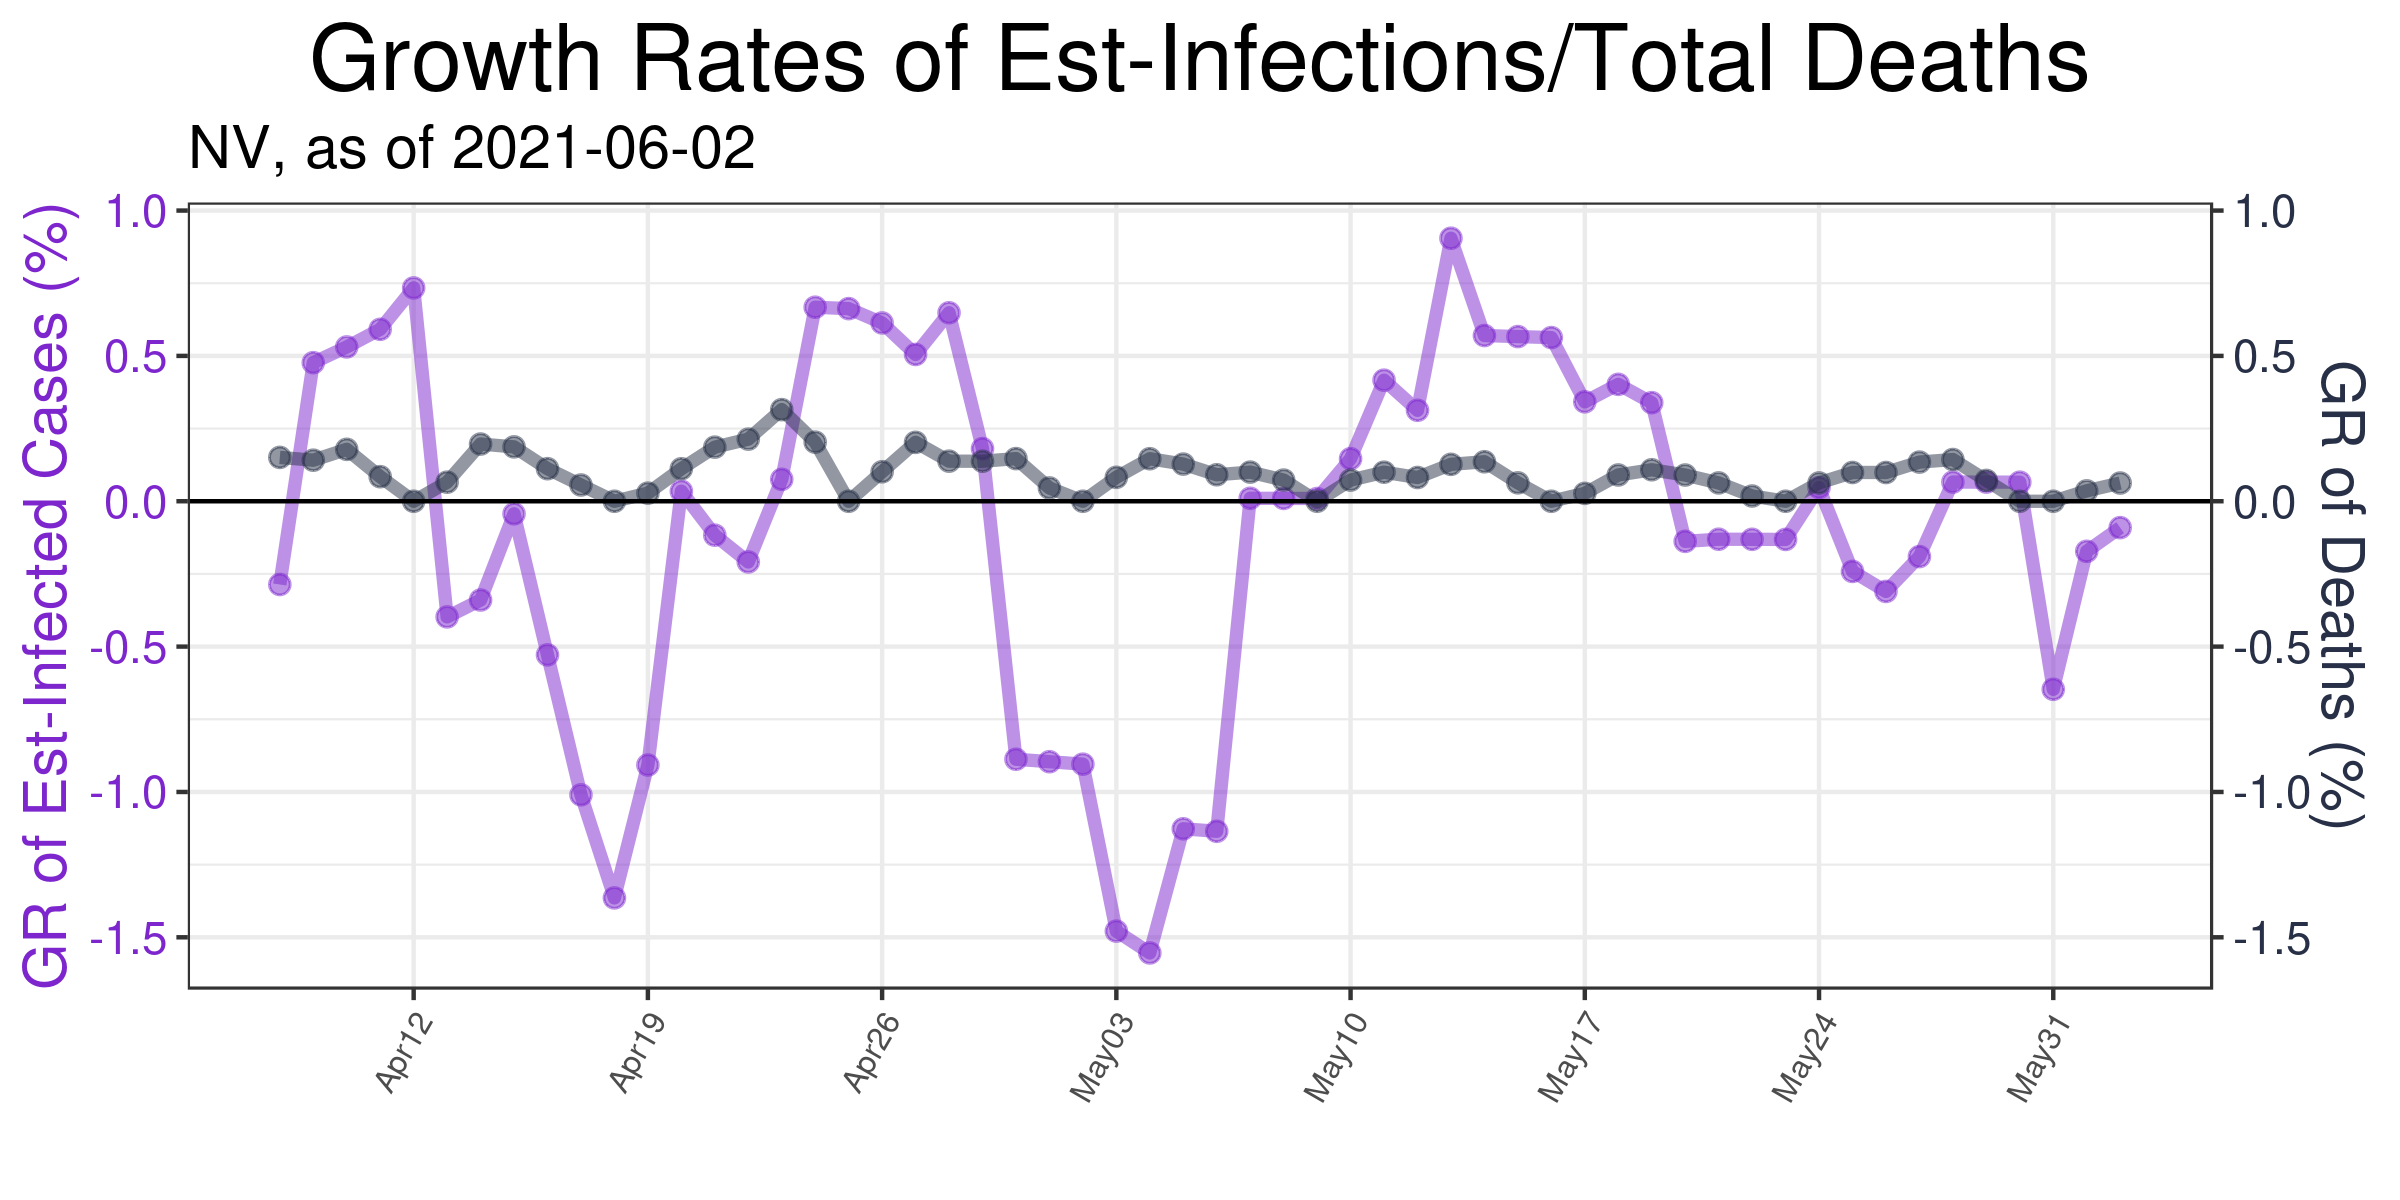 Growth Rates of Est-Infections/Total Deaths
NV, as of 2021-06-02
GR of Est-Infected Cases (%)
1.0
0.5
0.0
-0.5
-1.0
-1.5
1.0
0.5
0.0
-0.5
-1.0
-1.5
GR of Deaths (%)
Apr12
Apr19
Apr26
May03
May10
May17
May24
May31